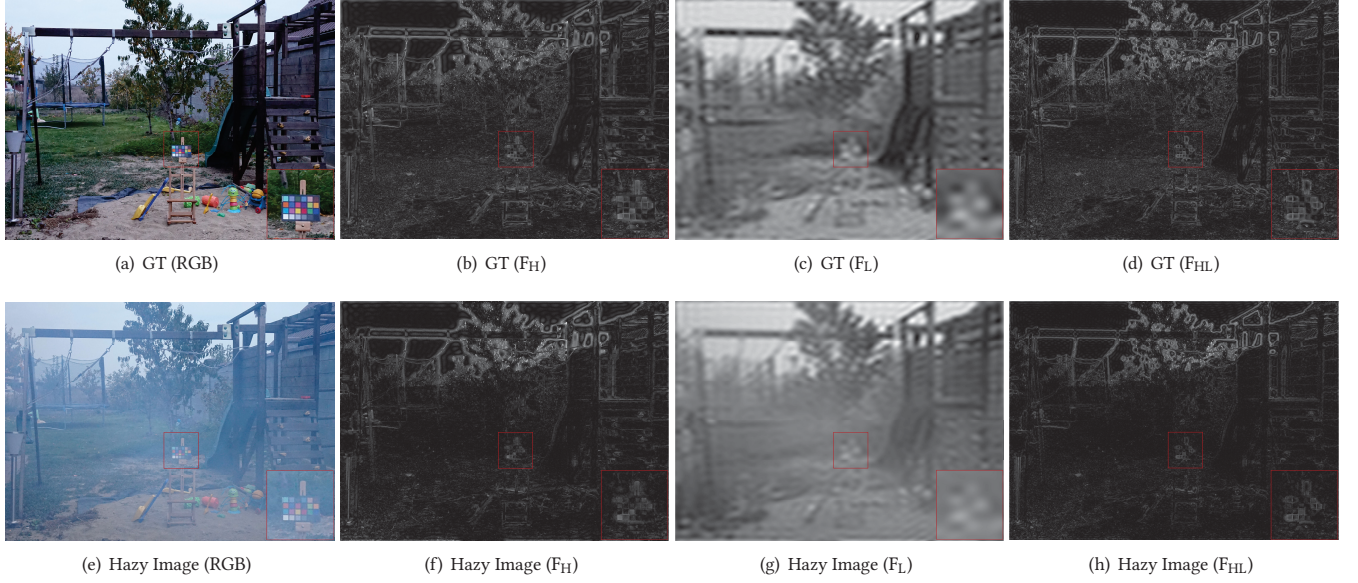 (a) GT (RGB)
(b) GT (F_H)
(c) GT (F_L)
(d) GT (F_HL)
(e) Hazy Image (RGB)
(f) Hazy Image (F_H)
(g) Hazy Image (F_L)
(h) Hazy Image (F_HL)